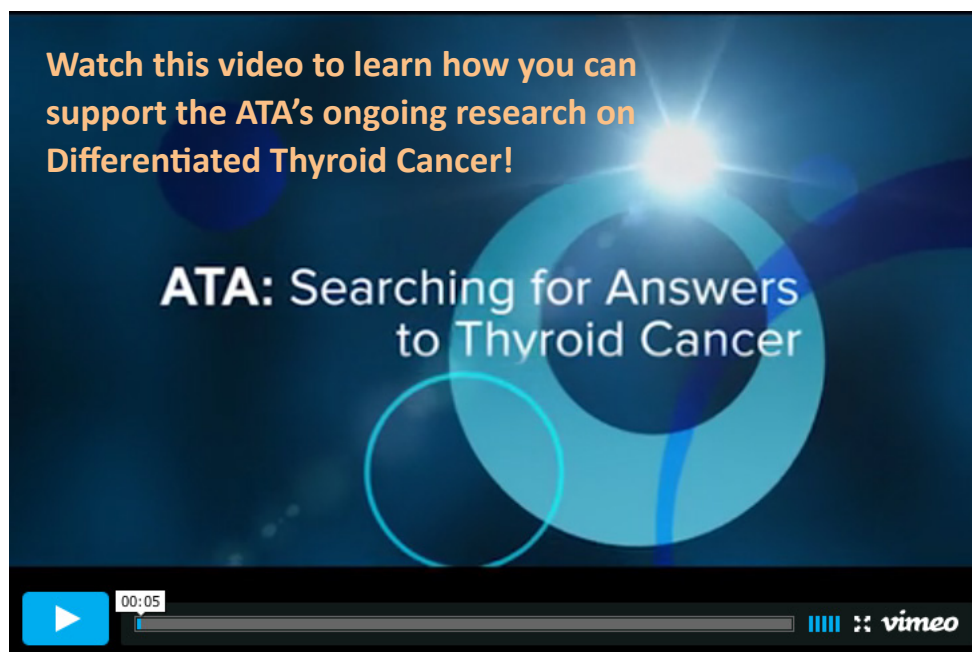 Watch this video to learn how you can
support the ATA’s ongoing research on
Differentiated Thyroid Cancer!
ATA: Searching for Answers
to Thyroid Cancer
00:05
vimeo